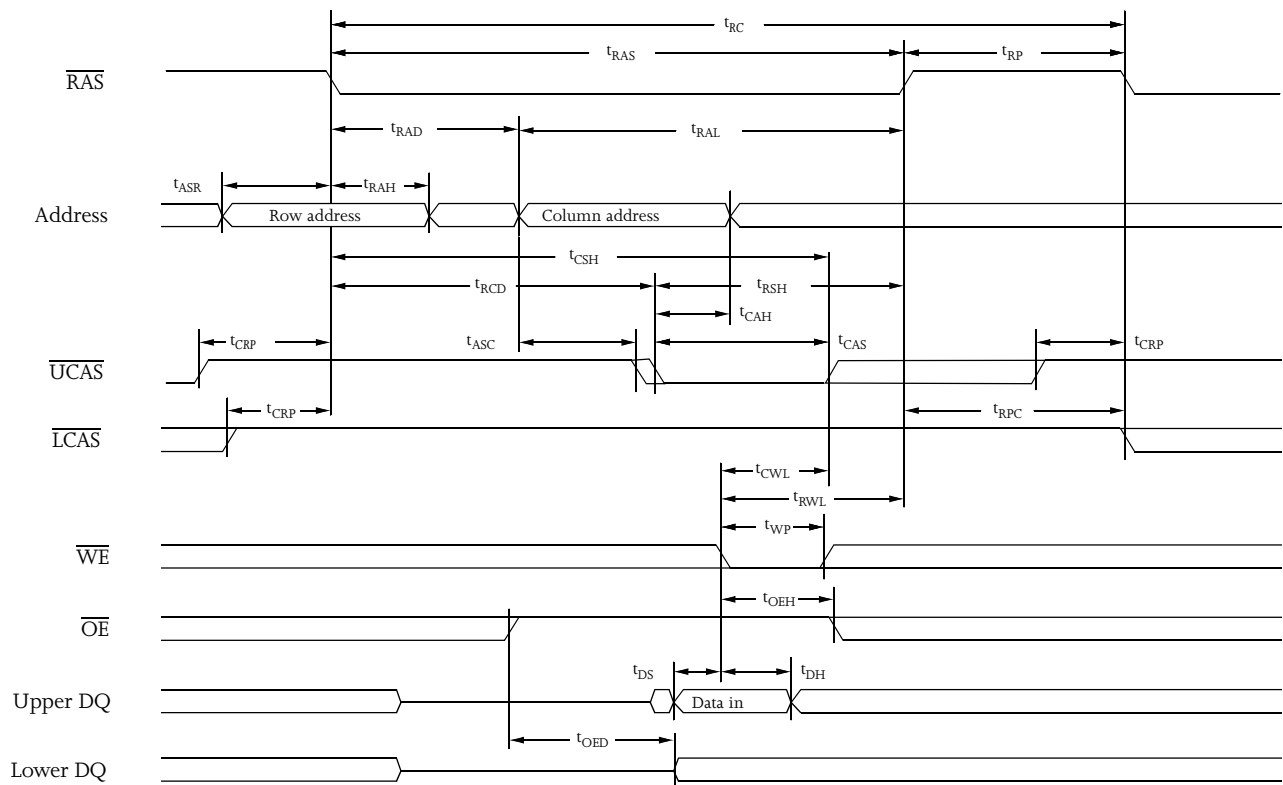 tRC
tRAS
tRP
RAS
tRAD
tRAL
tASR
tRAH
Address
Row address
Column address
tCSH
tRCD
tRSH
tCAH
tCRP
tASC
tCAS
tCRP
UCAS
tCRP
tRPC
LCAS
tCWL
tRWL
tWP
WE
tOEH
OE
tDS
tDH
Upper DQ
Data in
tOED
Lower DQ